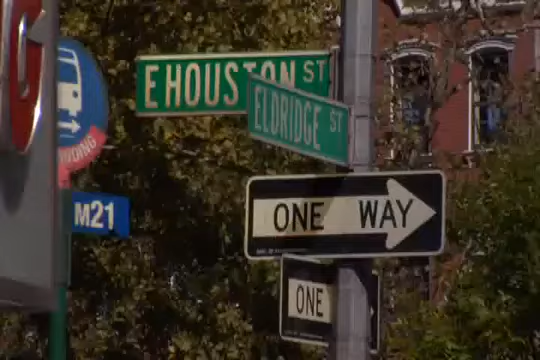 E HOUSTON ST
ELDRIDGE ST
M21
ONE WAY
ONE